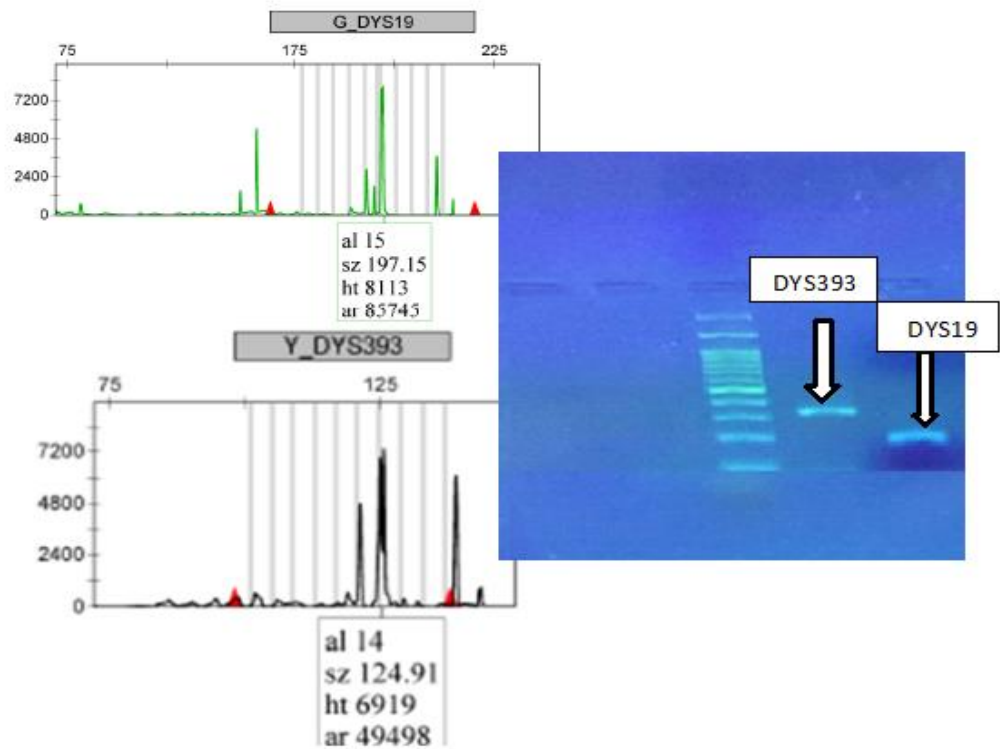 G_DYS19
75 175 225
7200
4800
2400
0
al 15
sz 197.15
ht 8113
ar 85745
Y_DYS393
75 125
7200
4800
2400
0
al 14
sz 124.91
ht 6919
ar 49498
DYS393
DYS19